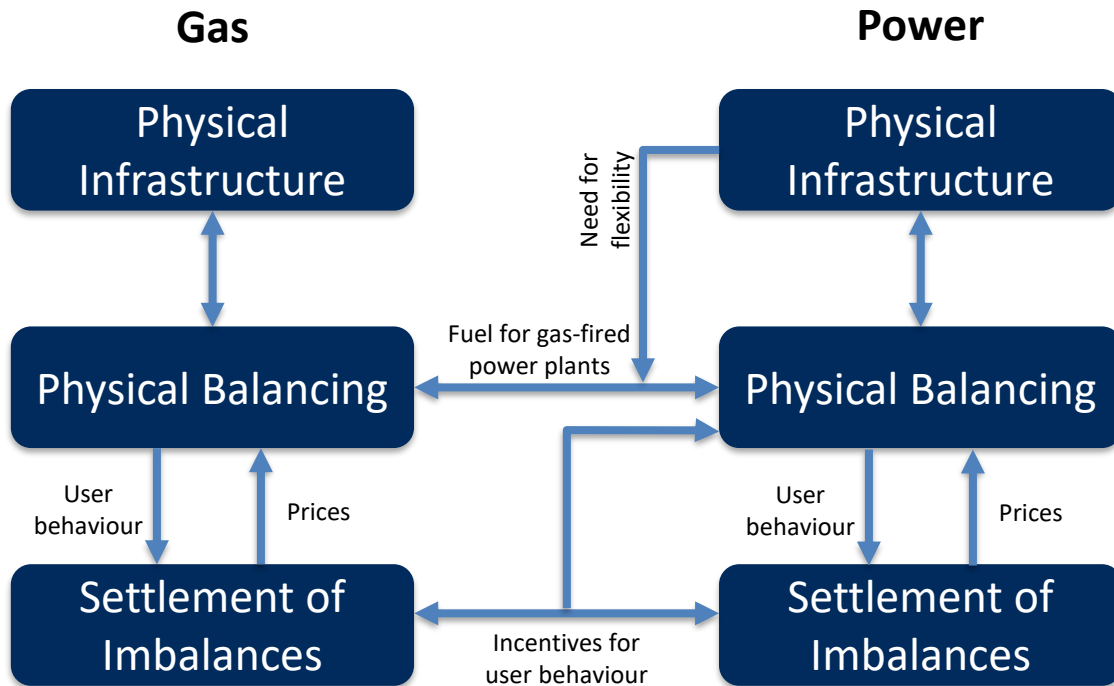 Gas
Power
Physical
Infrastructure
Physical
Infrastructure
Need for
flexibility
Fuel for gas-fired
power plants
Physical Balancing
Physical Balancing
User
behaviour
Prices
User
behaviour
Prices
Settlement of
Imbalances
Settlement of
Imbalances
Incentives for
user behaviour